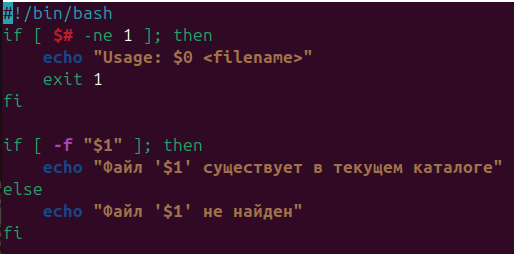 #!/bin/bash
if [ $# -ne 1 ]; then
    echo "Usage: $0 <filename>"
    exit 1
fi

if [ -f "$1" ]; then
    echo "Файл '$1' существует в текущем каталоге"
else
    echo "Файл '$1' не найден"
fi